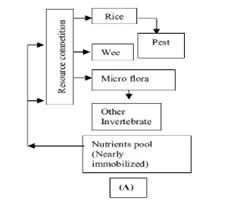 Rice
Pest
Resource competition
Wee
Micro flora
Other
Invertebrate
Nutrients pool
(Nearly
immobilized)
(A)